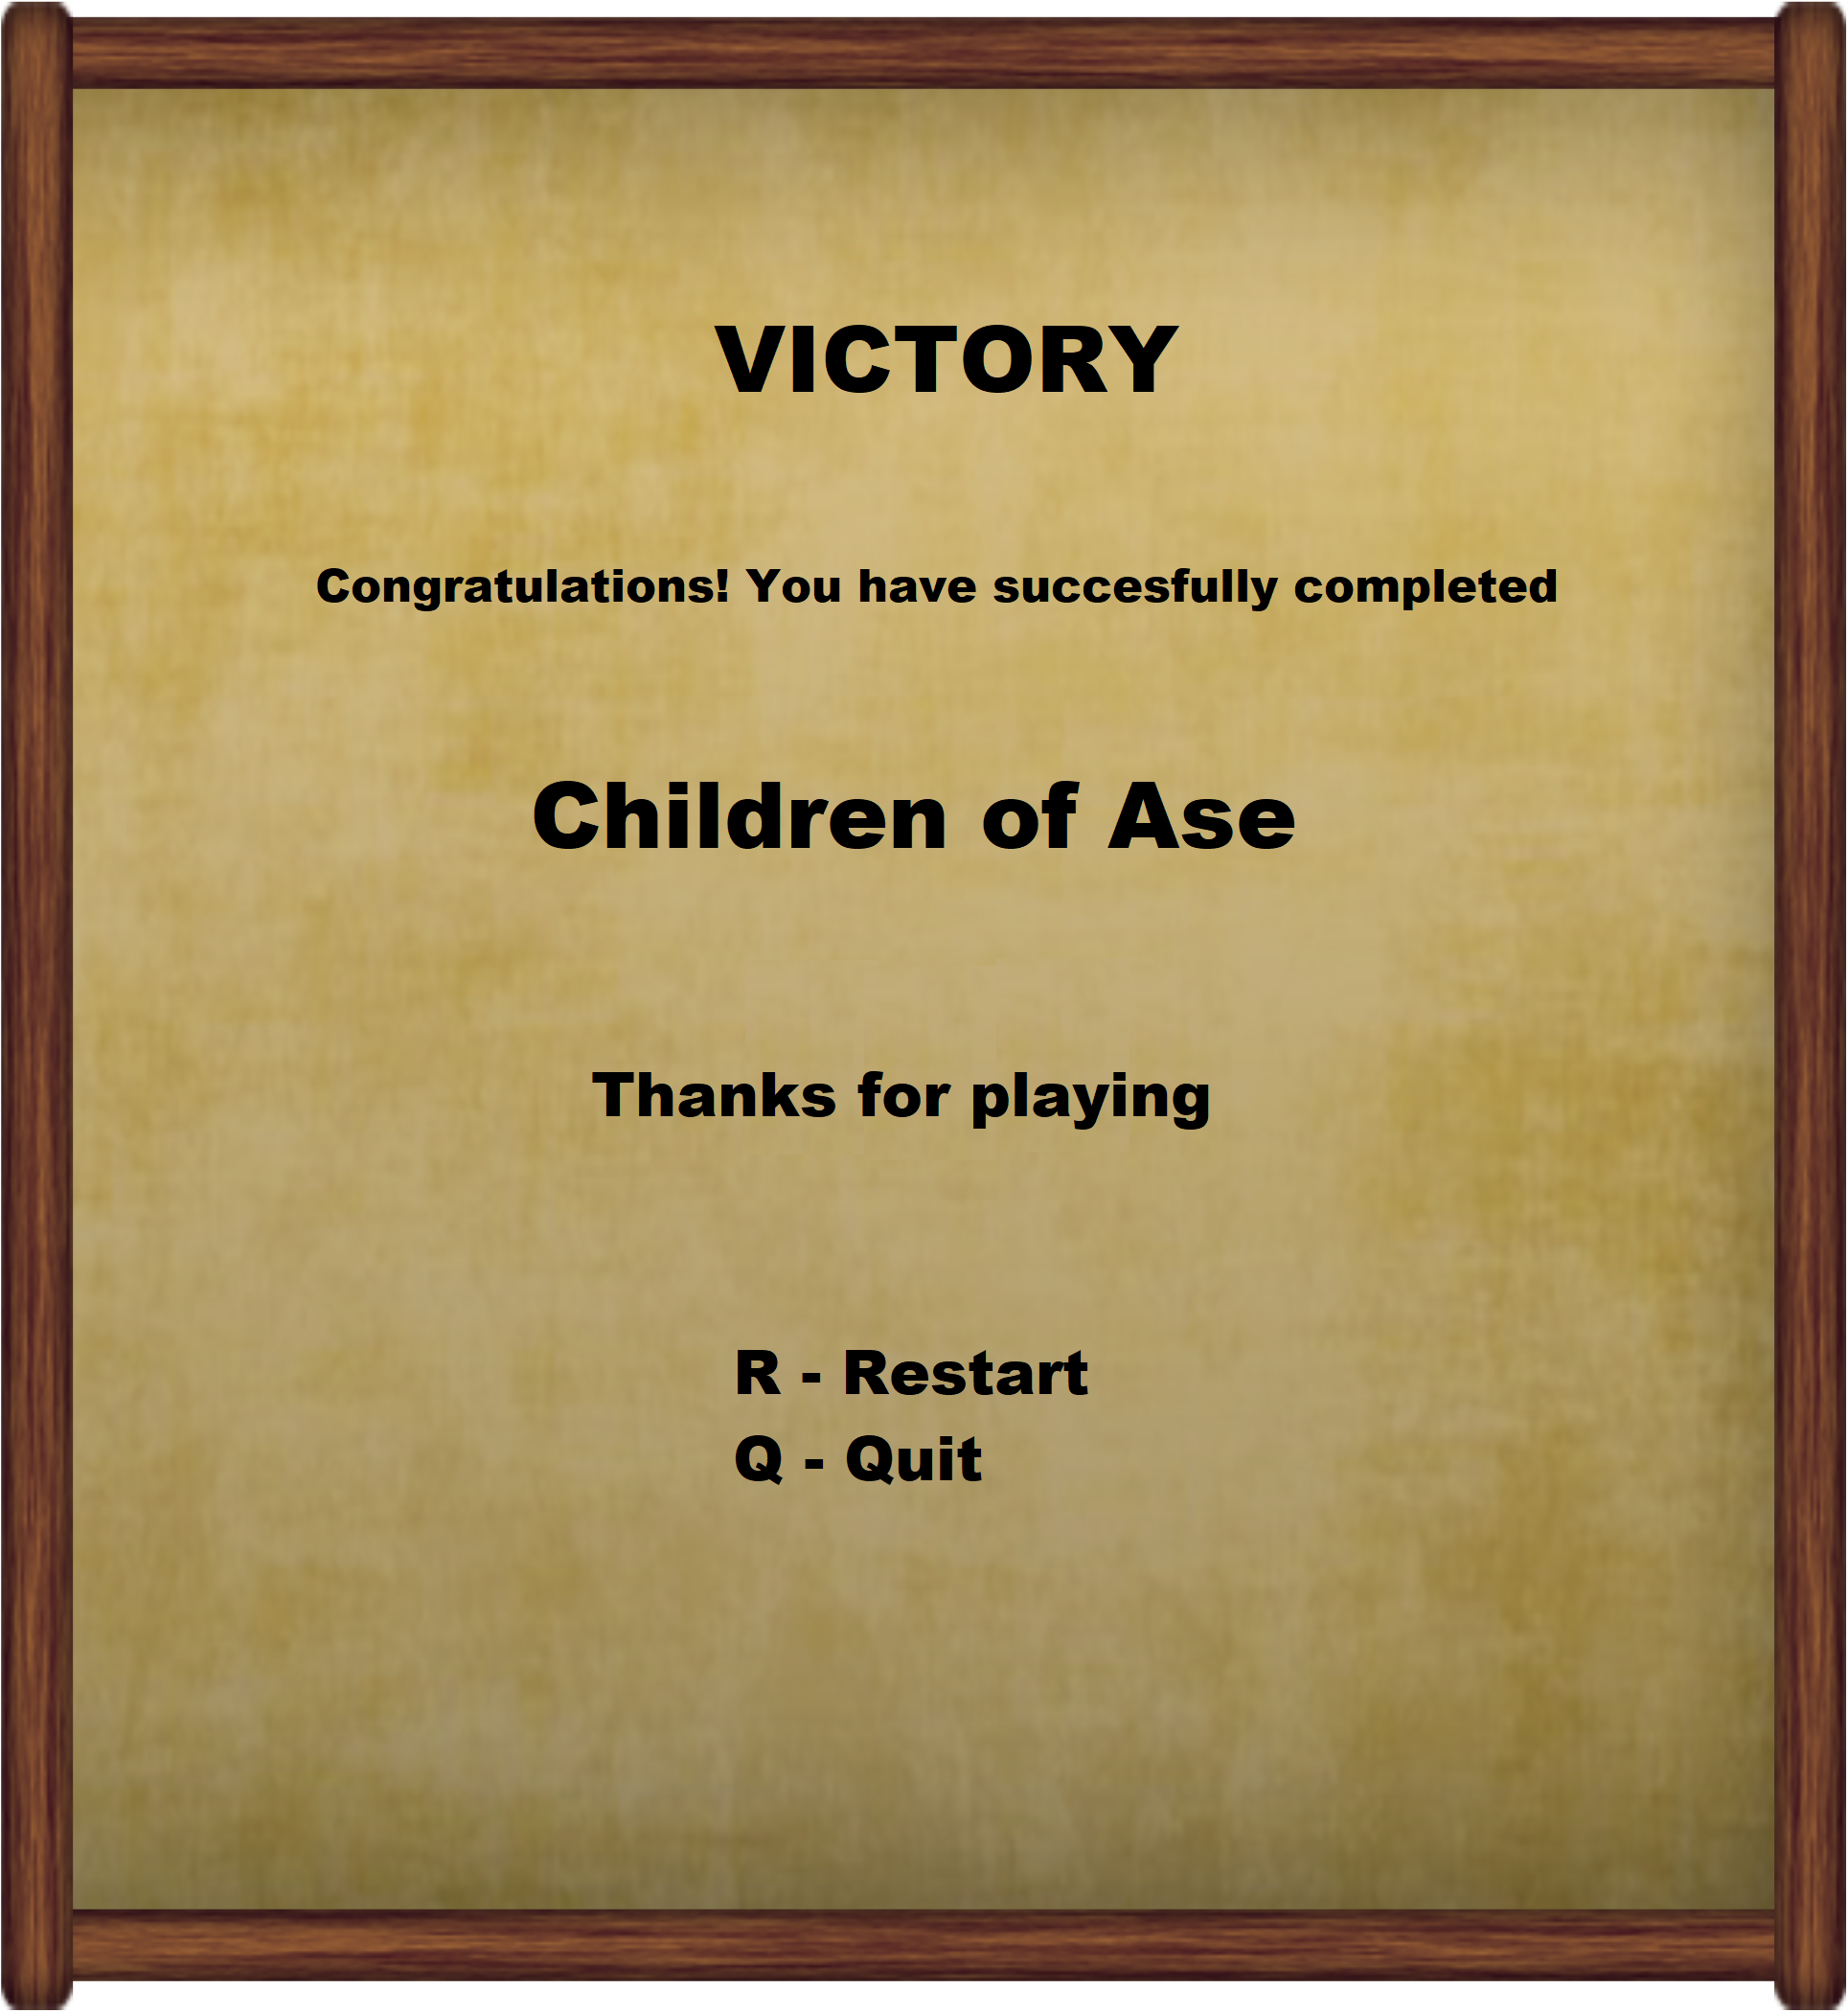 VICTORY
Congratulations! You have succesfully completed
Children of Ase
Thanks for playing
R - Restart
Q - Quit